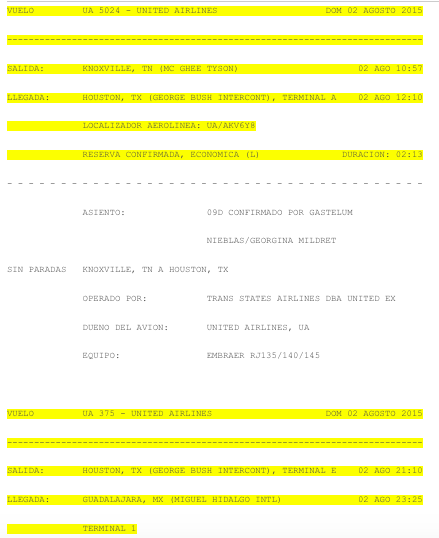 VUELO UA 5024 - UNITED AIRLINES DOM 02 AGOSTO 2015
--------------------------------------------------------------------------------
SALIDA: KNOXVILLE, TN (MC GHEE TYSON) 02 AGO 10:57
LLEGADA: HOUSTON, TX (GEORGE BUSH INTERCONT), TERMINAL A 02 AGO 12:10
LOCALIZADOR AEROLINEA: UA/AKV6Y8
RESERVA CONFIRMADA, ECONOMICA (L) DURACION: 02:13
- - - - - - - - - - - - - - - - - - - - - - - - - - - - - - - - - - - - - - - -
ASIENTO: 09D CONFIRMADO POR GASTELUM
NIEBLAS/GEORGINA MILDRET
SIN PARADAS KNOXVILLE, TN A HOUSTON, TX
OPERADO POR: TRANS STATES AIRLINES DBA UNITED EX
DUENO DEL AVION: UNITED AIRLINES, UA
EQUIPO: EMBRAER RJ135/140/145
VUELO UA 375 - UNITED AIRLINES DOM 02 AGOSTO 2015
--------------------------------------------------------------------------------
SALIDA: HOUSTON, TX (GEORGE BUSH INTERCONT), TERMINAL E 02 AGO 21:10
LLEGADA: GUADALAJARA, MX (MIGUEL HIDALGO INTL) 02 AGO 23:25
TERMINAL 1